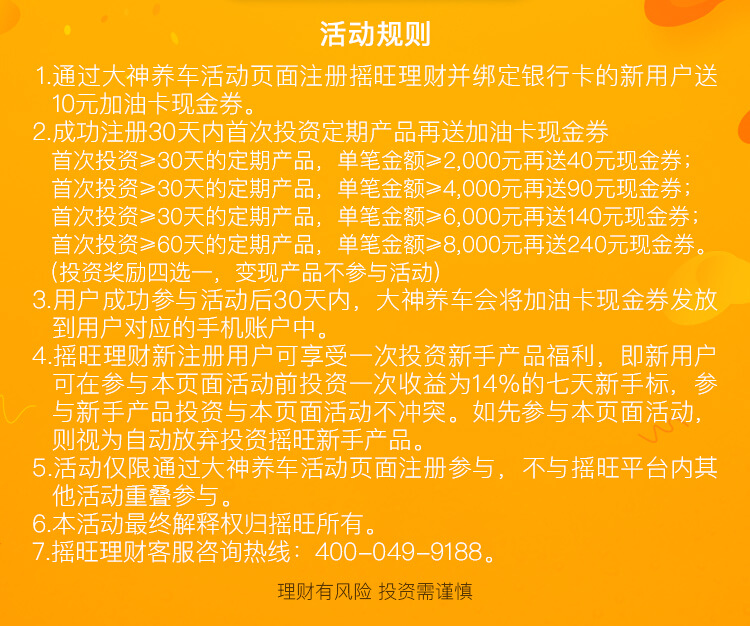 活动规则
1.通过大神养车活动页面注册摇旺理财并绑定银行卡的新用户送
10元加油卡现金券。
2.成功注册30天内首次投资定期产品再送加油卡现金券
首次投资≥30天的定期产品，单笔金额≥2,000元再送40元现金券；
首次投资≥30天的定期产品，单笔金额≥4,000元再送90元现金券；
首次投资≥30天的定期产品，单笔金额≥6,000元再送140元现金券；
首次投资≥60天的定期产品，单笔金额≥8,000元再送240元现金券。
(投资奖励四选一，变现产品不参与活动)
3.用户成功参与活动后30天内，大神养车会将加油卡现金券发放
到用户对应的手机账户中。
4.摇旺理财新注册用户可享受一次投资新手产品福利，即新用户
可在参与本页面活动前投资一次收益为14%的七天新手标，参
与新手产品投资与本页面活动不冲突。如先参与本页面活动，
则视为自动放弃投资摇旺新手产品。
5.活动仅限通过大神养车活动页面注册参与，不与摇旺平台内其
他活动重叠参与。
6.本活动最终解释权归摇旺所有。
7.摇旺理财客服咨询热线：400-049-9188。
理财有风险 投资需谨慎